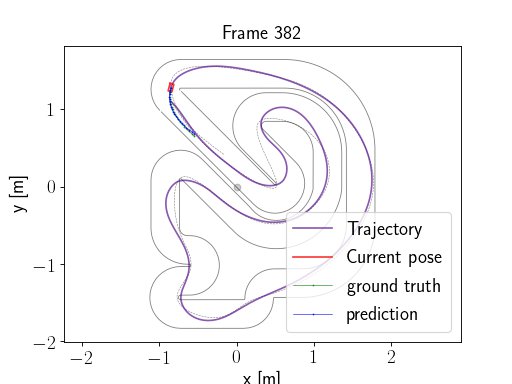 Frame 382
y [m]
1
0
−1
−2
−2
−1
0
1
2
x [m]
Trajectory
Current pose
ground truth
prediction